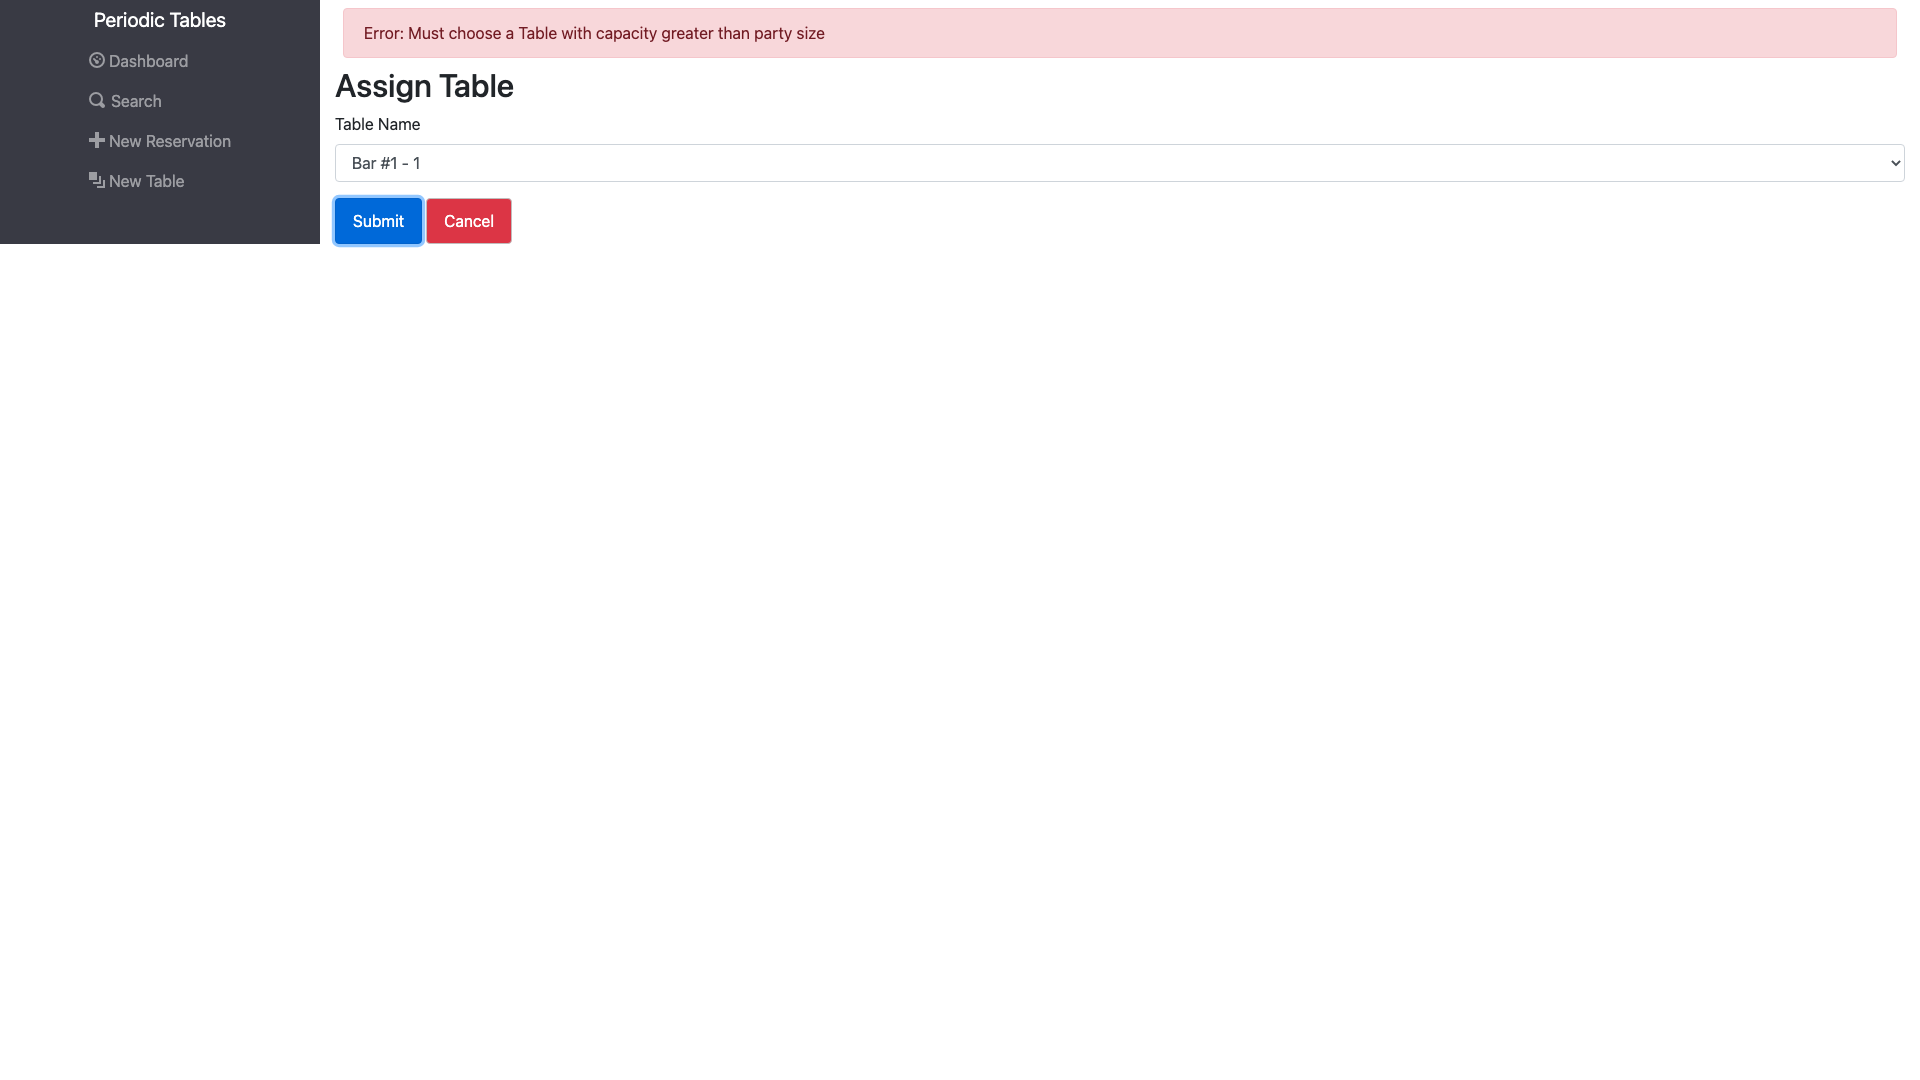 Periodic Tables
Dashboard
Search
New Reservation
New Table
Error: Must choose a Table with capacity greater than party size
Assign Table
Table Name
Bar #1 - 1
Submit
Cancel